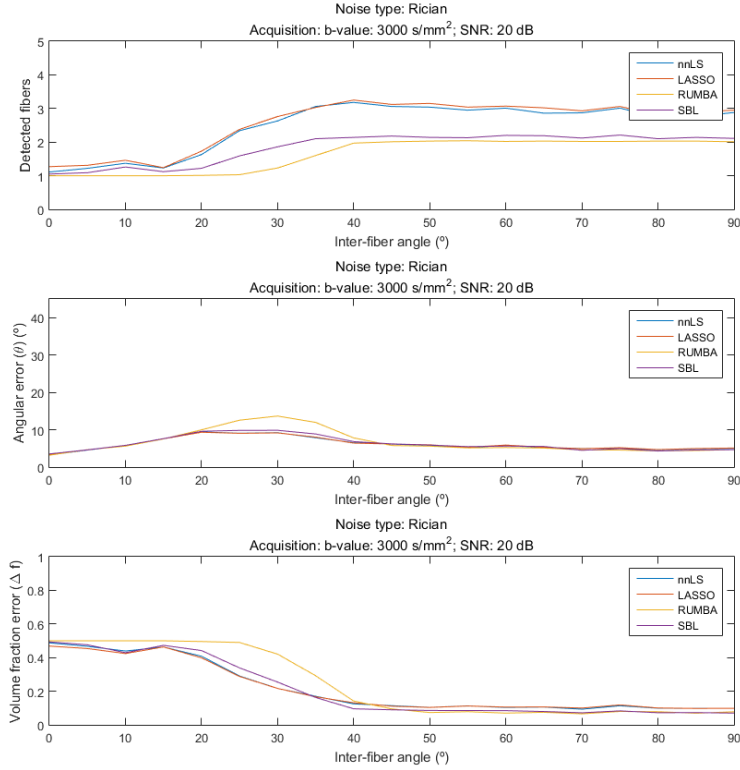 Noise type: Rician
Acquisition: b-value: 3000 s/mm²; SNR: 20 dB
Detected fibers
5
4
3
2
1
0
nnLS
LASSO
RUMBA
SBL
0 10 20 30 40 50 60 70 80 90
Inter-fiber angle (º)
Noise type: Rician
Acquisition: b-value: 3000 s/mm²; SNR: 20 dB
Angular error (θ) (º)
40
30
20
10
0
nnLS
LASSO
RUMBA
SBL
0 10 20 30 40 50 60 70 80 90
Inter-fiber angle (º)
Noise type: Rician
Acquisition: b-value: 3000 s/mm²; SNR: 20 dB
Volume fraction error (Δ f)
1
0.8
0.6
0.4
0.2
0
nnLS
LASSO
RUMBA
SBL
0 10 20 30 40 50 60 70 80 90
Inter-fiber angle (º)